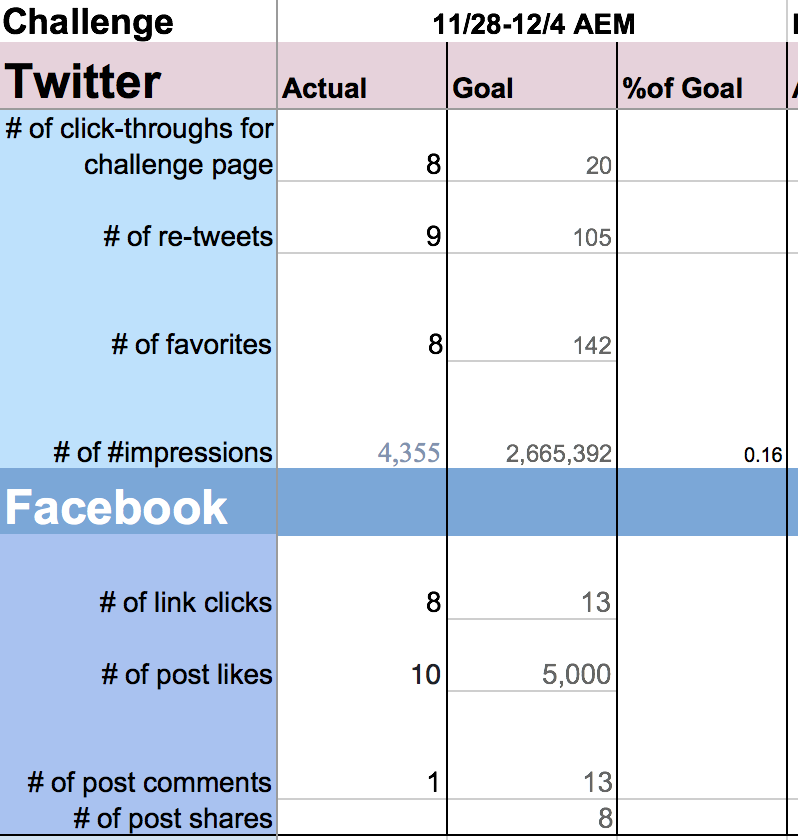 Challenge 11/28-12/4 AEM
Twitter Actual Goal %of Goal
# of click-throughs for
challenge page 8 20
# of re-tweets 9 105
# of favorites 8 142
# of #impressions 4,355 2,665,392 0.16
Facebook
# of link clicks 8 13
# of post likes 10 5,000
# of post comments 1 13
# of post shares 8